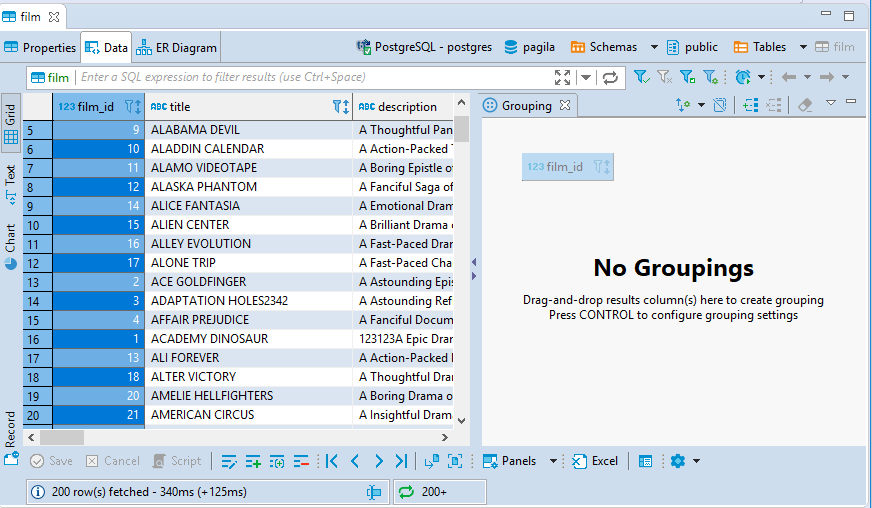 film
Properties Data ER Diagram PostgreSQL - postgres pagila Schemas public Tables film
film Enter a SQL expression to filter results (use Ctrl+Space)
Grid
Text
Chart
Record
123 film_id ABC title ABC description
5 9 ALABAMA DEVIL A Thoughtful Pan
6 10 ALADDIN CALENDAR A Action-Packed
7 11 ALAMO VIDEOTAPE A Boring Epistle of
8 12 ALASKA PHANTOM A Fanciful Saga of
9 14 ALICE FANTASIA A Emotional Dram
10 15 ALIEN CENTER A Brilliant Drama
11 16 ALLEY EVOLUTION A Fast-Paced Drar
12 17 ALONE TRIP A Fast-Paced Cha
13 2 ACE GOLDFINGER A Astounding Epis
14 3 ADAPTATION HOLES2342 A Astounding Ref
15 4 AFFAIR PREJUDICE A Fanciful Docum
16 1 ACADEMY DINOSAUR 123123A Epic Drar
17 13 ALI FOREVER A Action-Packed
18 18 ALTER VICTORY A Thoughtful Drar
19 20 AMELIE HELLFIGHTERS A Boring Drama o
20 21 AMERICAN CIRCUS A Insightful Dram
Grouping
123 film_id
No Groupings
Drag-and-drop results column(s) here to create grouping
Press CONTROL to configure grouping settings
Save Cancel Script Panels Excel
200 row(s) fetched - 340ms (+125ms) 200+